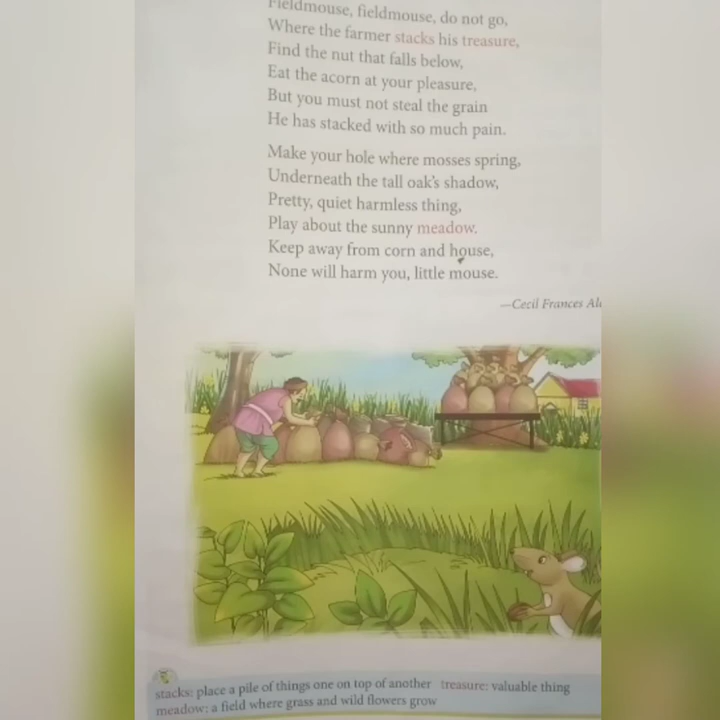 Fieldmouse, fieldmouse, do not go,
Where the farmer stacks his treasure,
Find the nut that falls below,
Eat the acorn at your pleasure,
But you must not steal the grain
He has stacked with so much pain.
Make your hole where mosses spring,
Underneath the tall oak's shadow,
Pretty, quiet harmless thing,
Play about the sunny meadow.
Keep away from corn and house,
None will harm you, little mouse.
—Cecil Frances
stacks: place a pile of things one on top of another treasure: valuable thing
meadow: a field where grass and wild flowers grow